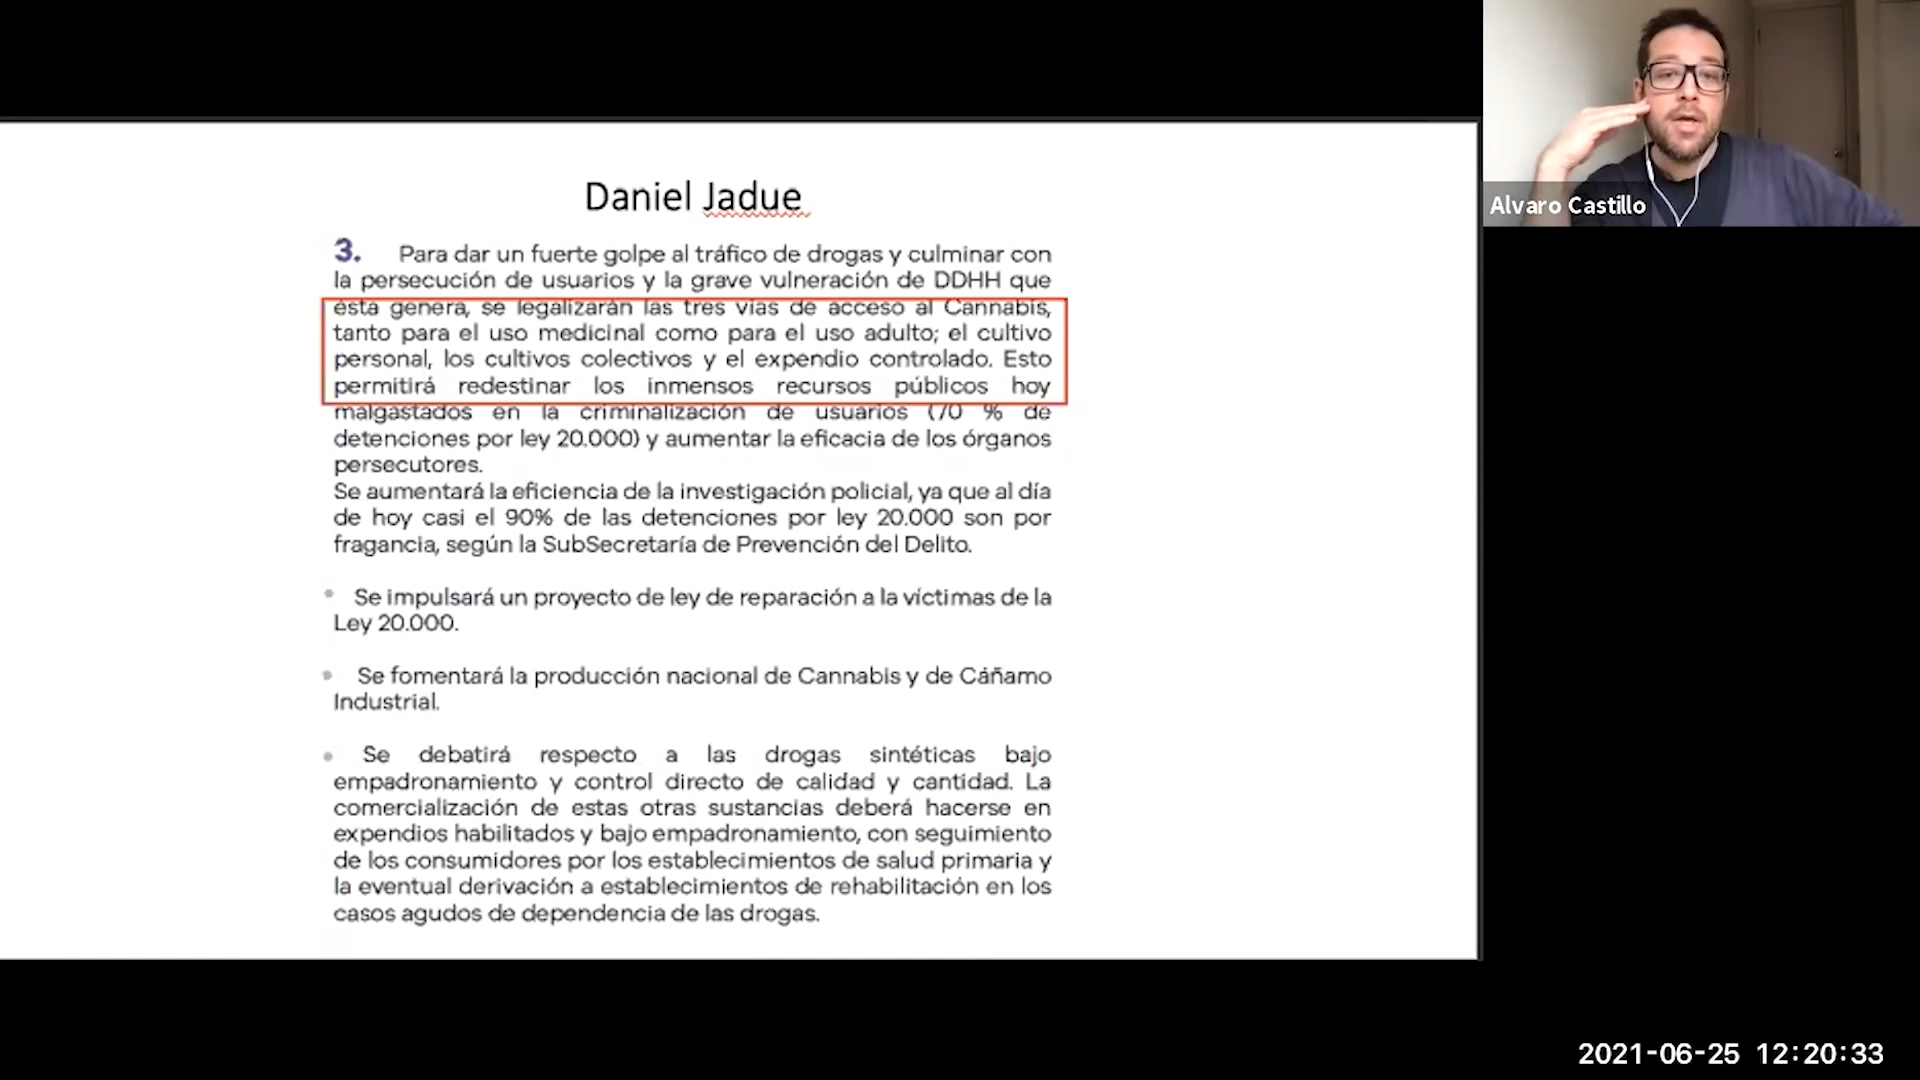 Daniel Jadue
3. Para dar un fuerte golpe al tráfico de drogas y culminar con
la persecución de usuarios y la grave vulneración de DDHH que
ésta genera, se legalizarán las tres vías de acceso al Cannabis,
tanto para el uso medicinal como para el uso adulto; el cultivo
personal, los cultivos colectivos y el expendio controlado. Esto
permitirá redestinar los inmensos recursos públicos hoy
malgastados en la criminalización de usuarios (70 % de
detenciones por ley 20.000) y aumentar la eficacia de los órganos
persecutores.
Se aumentará la eficiencia de la investigación policial, ya que al día
de hoy casi el 90% de las detenciones por ley 20.000 son por
fragancia, según la SubSecretaría de Prevención del Delito.
• Se impulsará un proyecto de ley de reparación a la víctimas de la
Ley 20.000.
• Se fomentará la producción nacional de Cannabis y de Cáñamo
Industrial.
• Se debatirá respecto a las drogas sintéticas bajo
empadronamiento y control directo de calidad y cantidad. La
comercialización de estas otras sustancias deberá hacerse en
expendios habilitados y bajo empadronamiento, con seguimiento
de los consumidores por los establecimientos de salud primaria y
la eventual derivación a establecimientos de rehabilitación en los
casos agudos de dependencia de las drogas.
Alvaro Castillo
2021-06-25 12:20:33